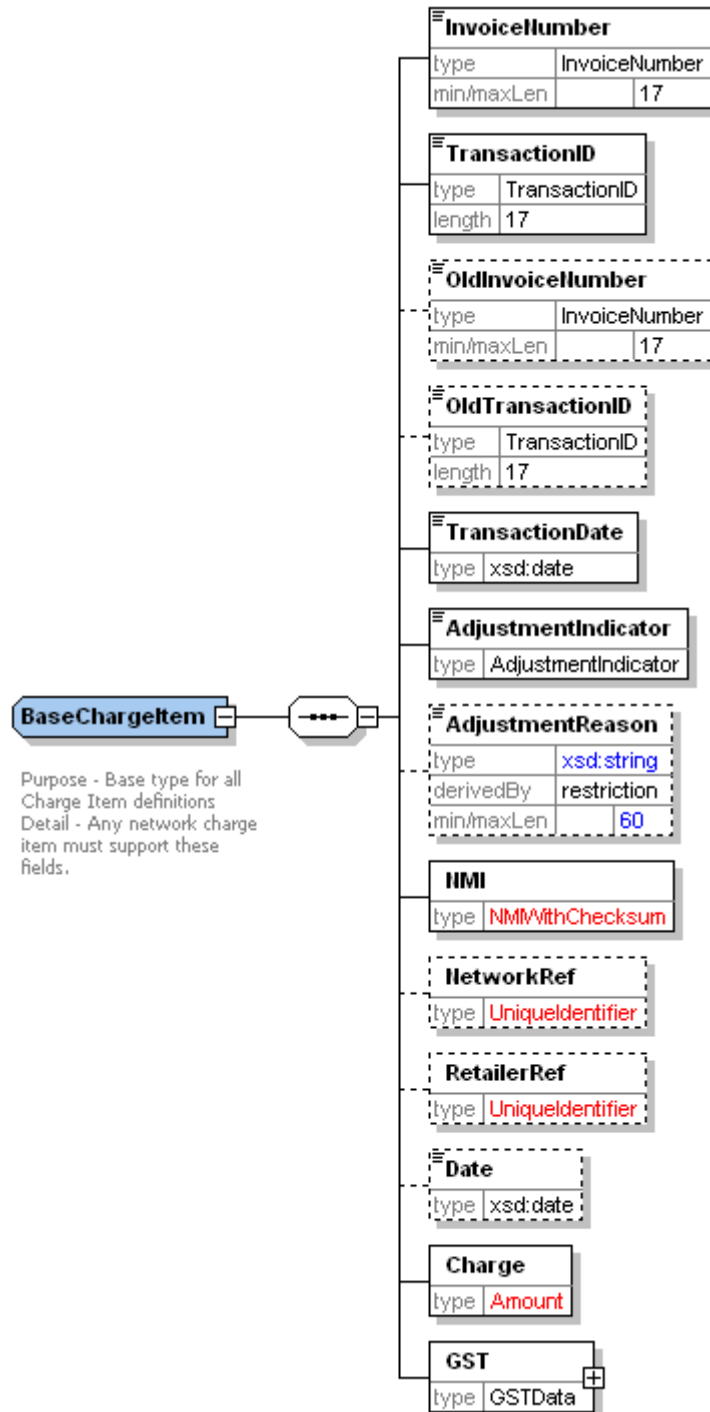 InvoiceNumber
type InvoiceNumber
min/maxLen 17
TransactionID
type TransactionID
length 17
OldInvoiceNumber
type InvoiceNumber
min/maxLen 17
OldTransactionID
type TransactionID
length 17
TransactionDate
type xsd:date
AdjustmentIndicator
type AdjustmentIndicator
BaseChargeItem
Purpose - Base type for all
Charge Item definitions
Detail - Any network charge
item must support these
fields.
AdjustmentReason
type xsd:string
derivedBy restriction
min/maxLen 60
NMI
type NMIWithChecksum
NetworkRef
type UniqueIdentifier
RetailerRef
type UniqueIdentifier
Date
type xsd:date
Charge
type Amount
GST
type GSTData